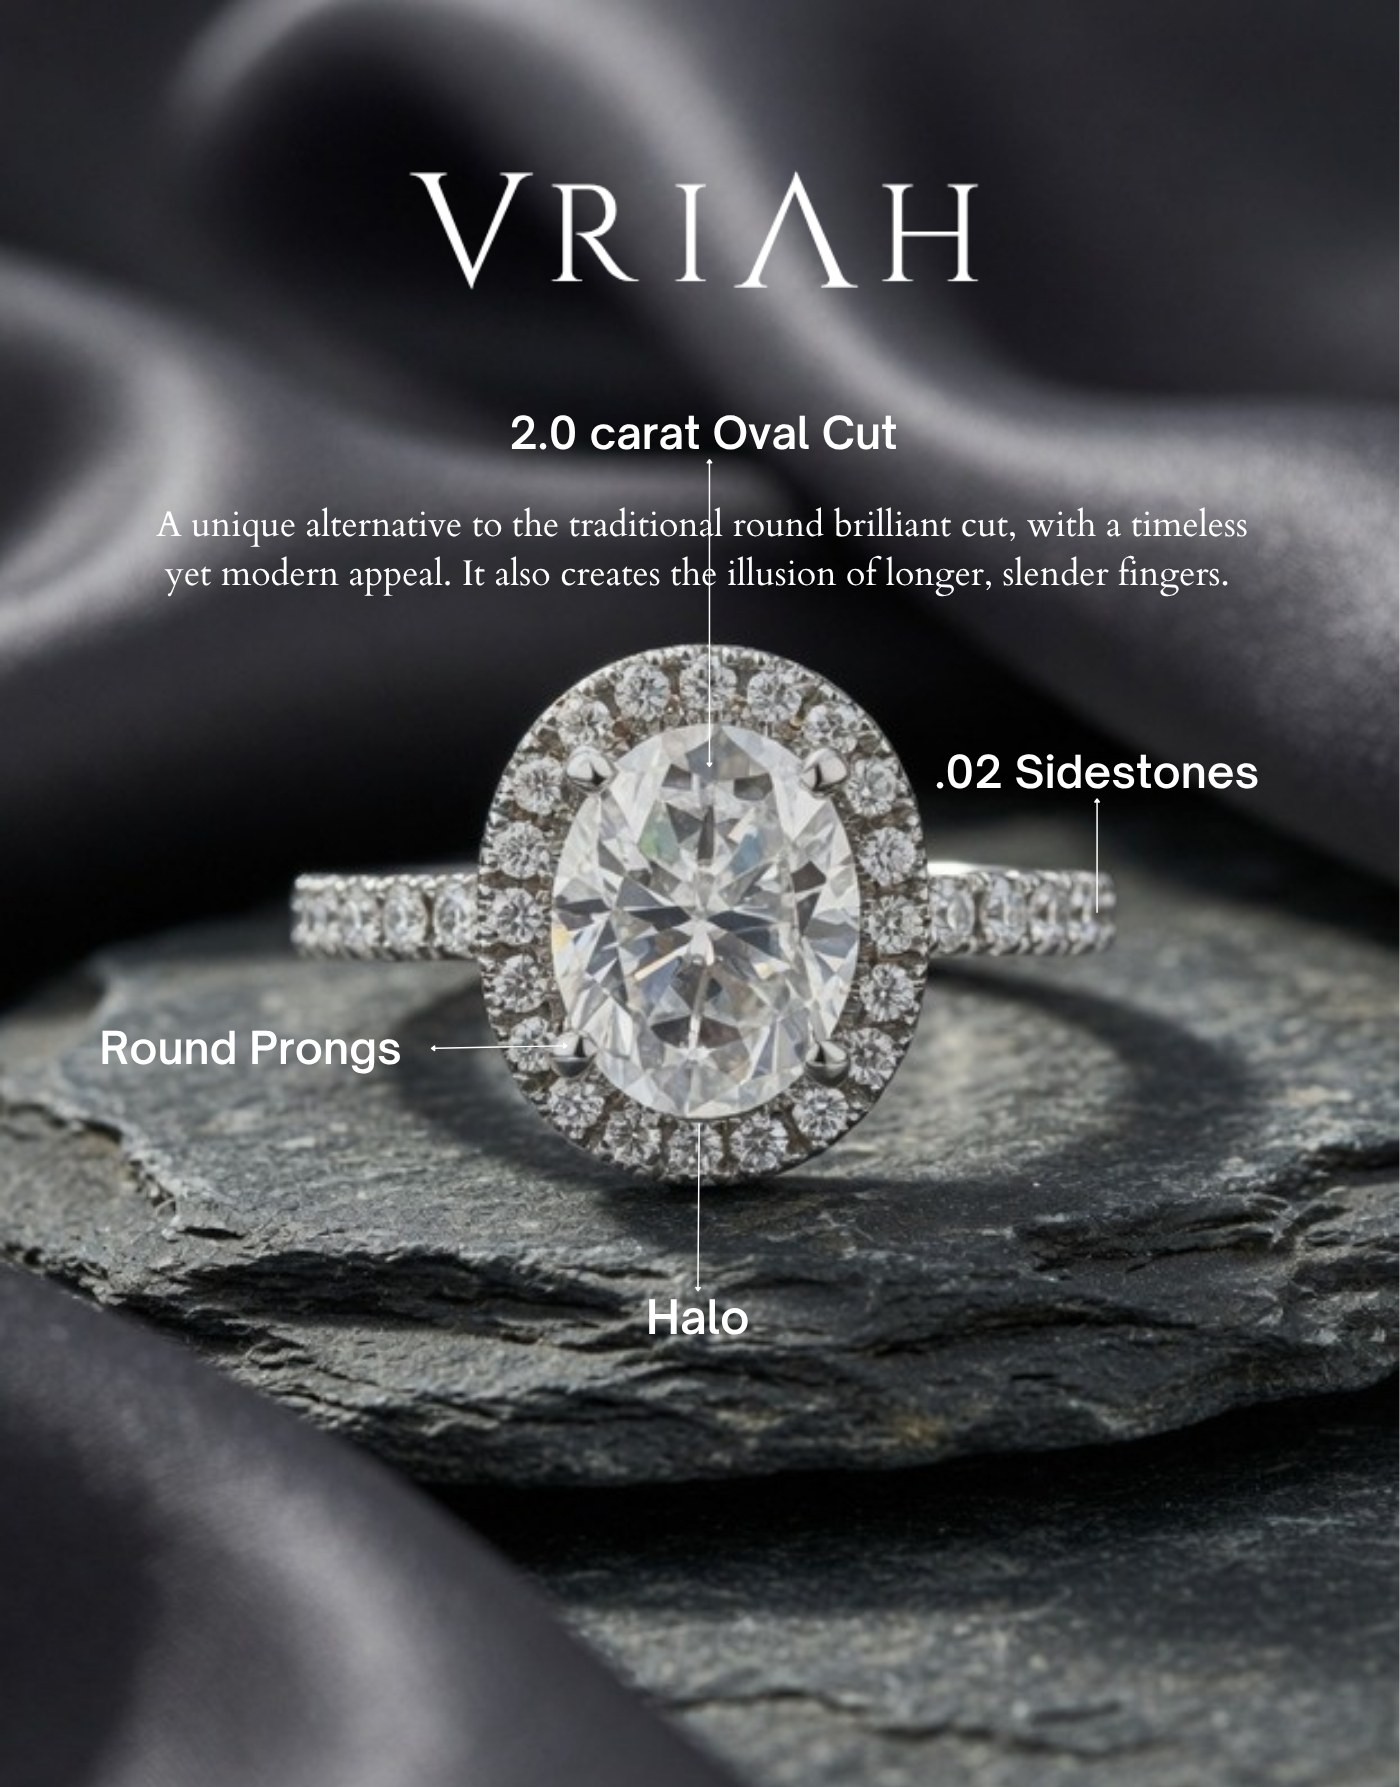 VRIAH
2.0 carat Oval Cut
A unique alternative to the traditional round brilliant cut, with a timeless
yet modern appeal. It also creates the illusion of longer, slender fingers.
.02 Sidestones
Round Prongs
Halo